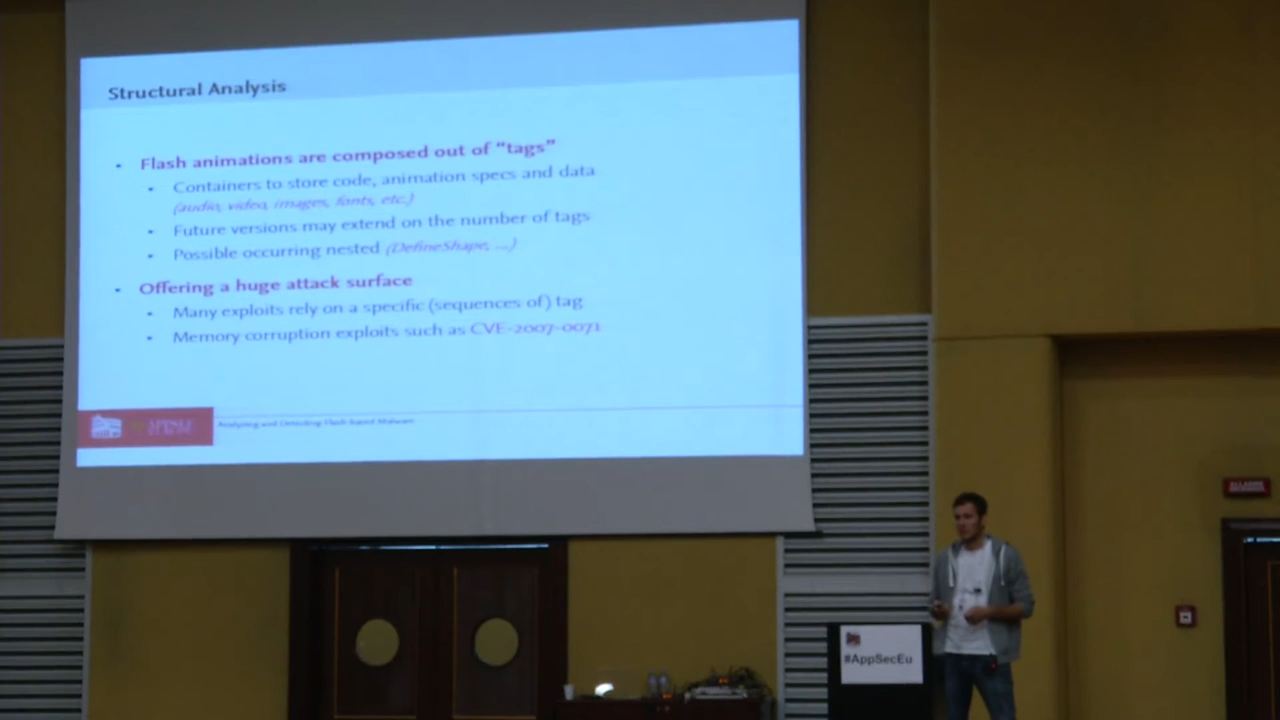 Structural Analysis
• Flash animations are composed out of “tags”
• Containers to store code, animation specs and data
(audio, video, images, fonts, etc.)
• Future versions may extend on the number of tags
• Possible occurring nested (DefineShape, ...)
• Offering a huge attack surface
• Many exploits rely on a specific (sequences of) tag
• Memory corruption exploits such as CVE-2007-0071
Analyzing and Detecting Flash-based Malware
#AppSecEu